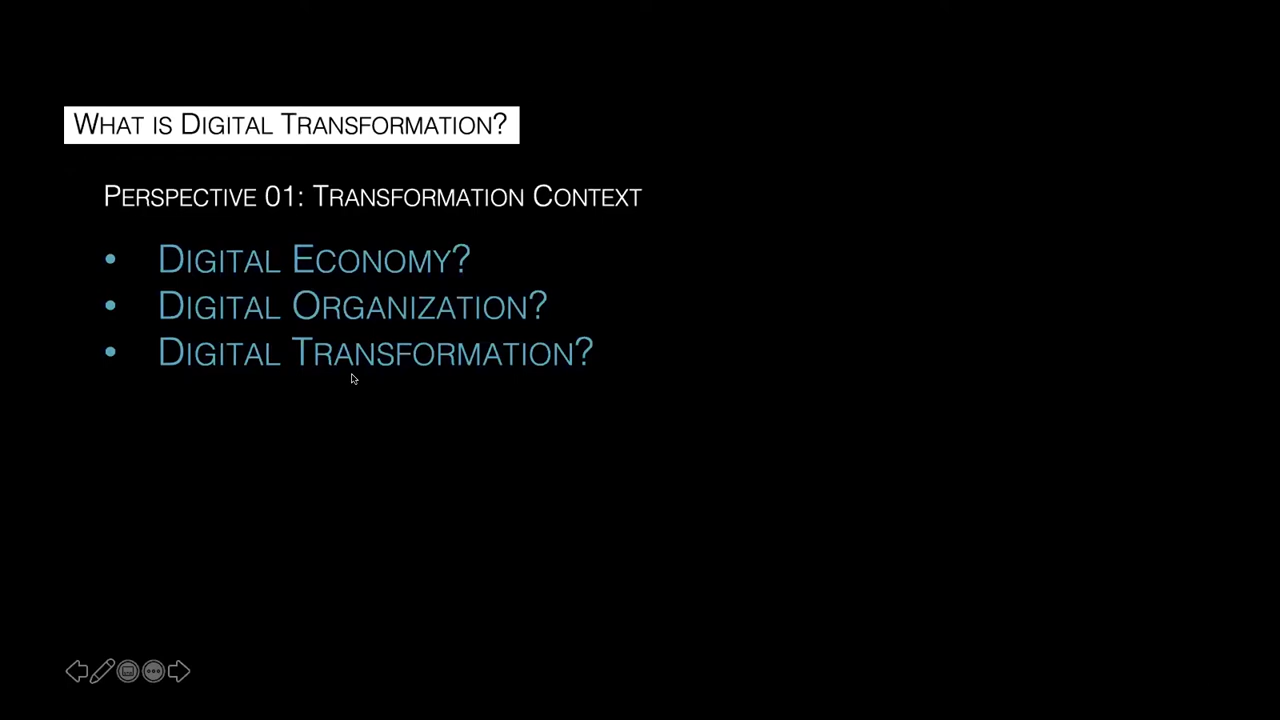 What is Digital Transformation?
Perspective 01: Transformation Context
• Digital Economy?
• Digital Organization?
• Digital Transformation?